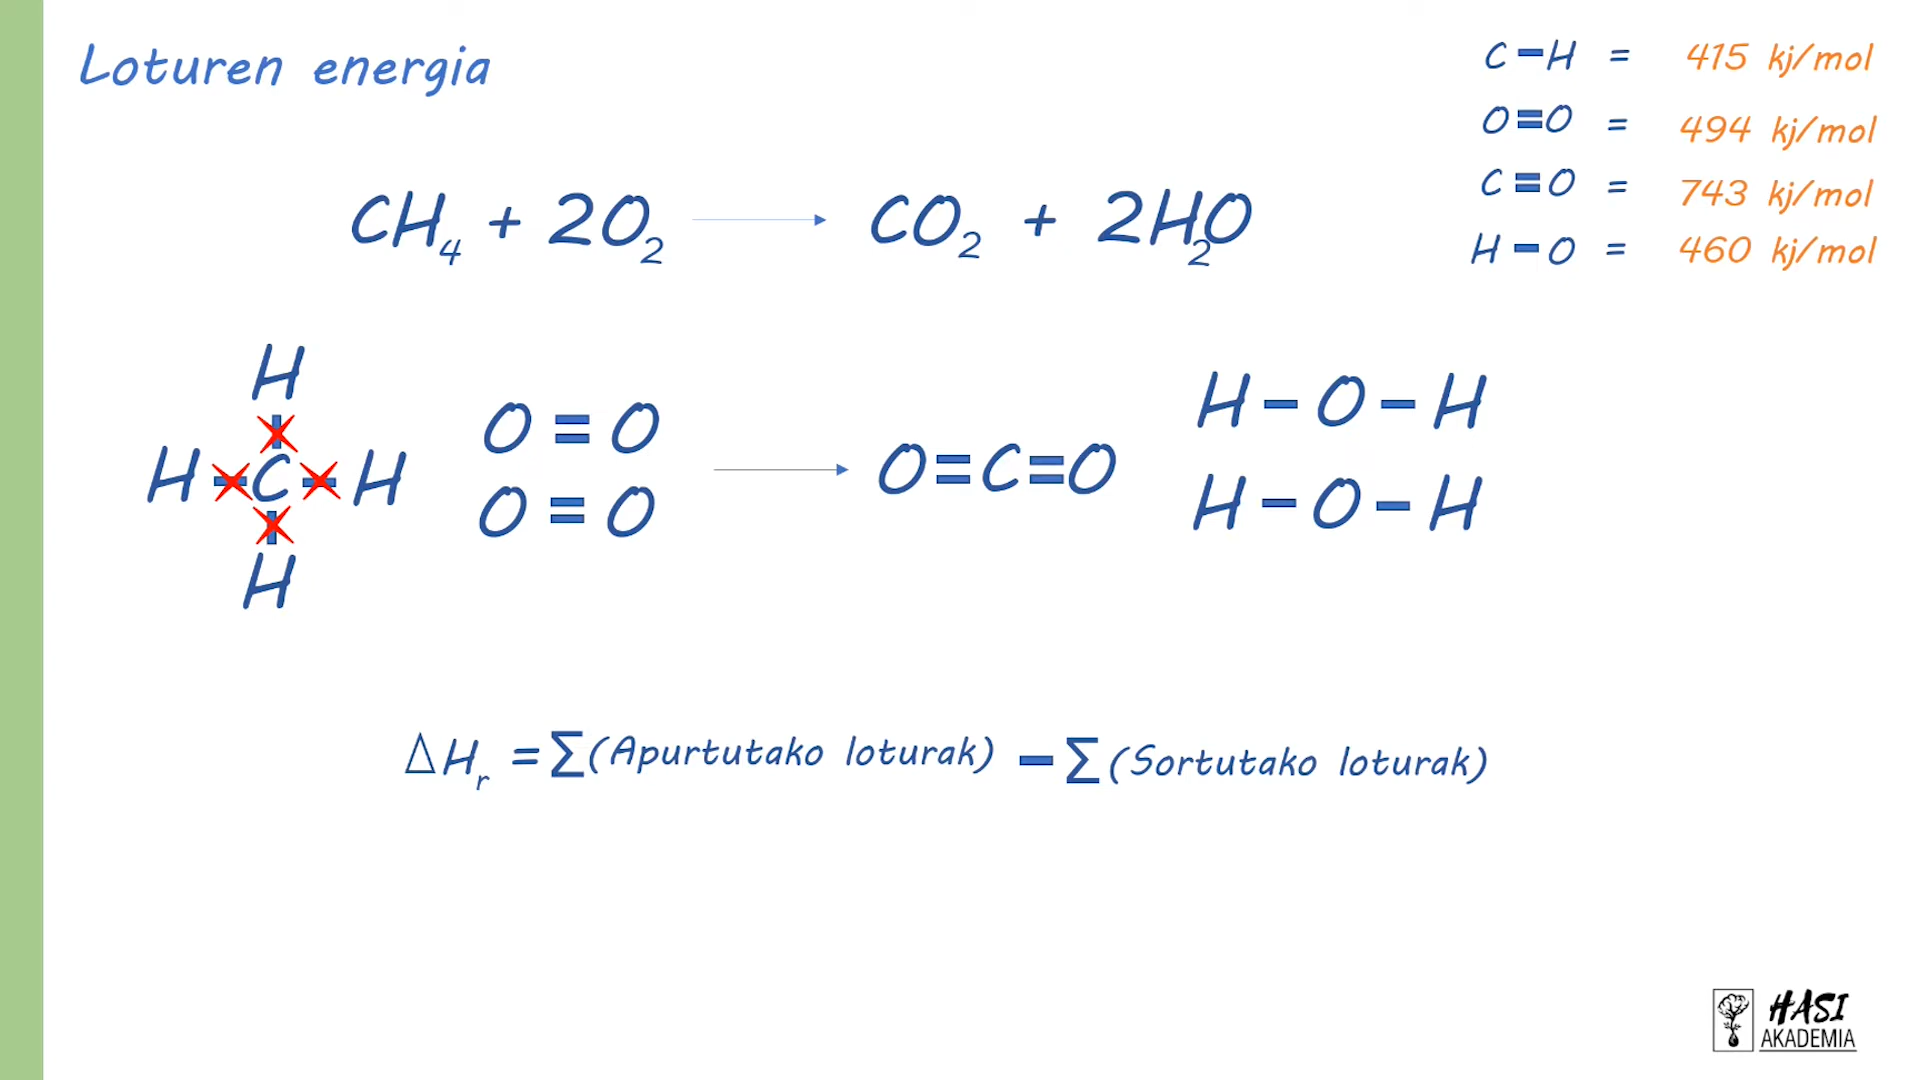 Loturen energia
C-H = 415 kj/mol
O=O = 494 kj/mol
C=O = 743 kj/mol
H-O = 460 kj/mol
CH₄ + 2O₂ → CO₂ + 2H₂O
H
H-C-H
H
O=O
O=O
→
O=C=O
H-O-H
H-O-H
ΔHᵣ = Σ(Apurtutako loturak) - Σ(Sortutako loturak)
HASI
AKADEMIA